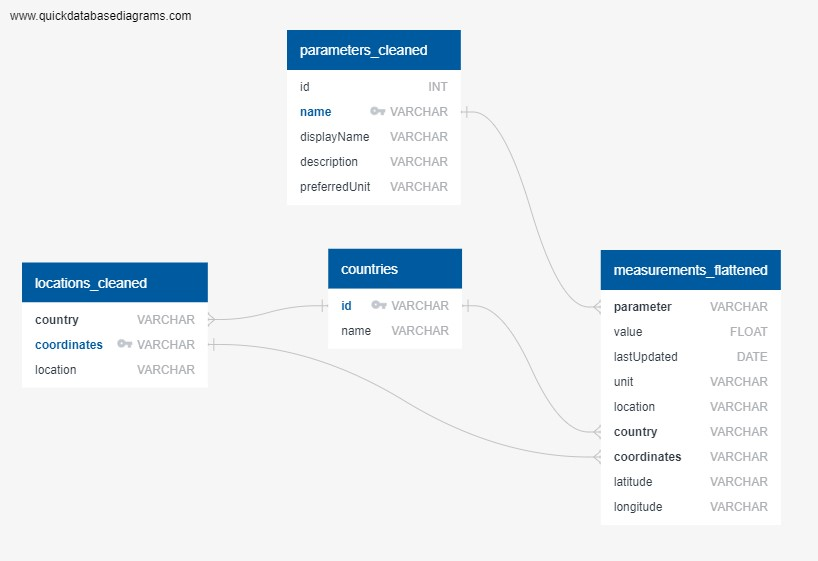 www.quickdatabasediagrams.com
parameters_cleaned
id INT
name VARCHAR
displayName VARCHAR
description VARCHAR
preferredUnit VARCHAR
locations_cleaned
country VARCHAR
coordinates VARCHAR
location VARCHAR
countries
id VARCHAR
name VARCHAR
measurements_flattened
parameter VARCHAR
value FLOAT
lastUpdated DATE
unit VARCHAR
location VARCHAR
country VARCHAR
coordinates VARCHAR
latitude VARCHAR
longitude VARCHAR